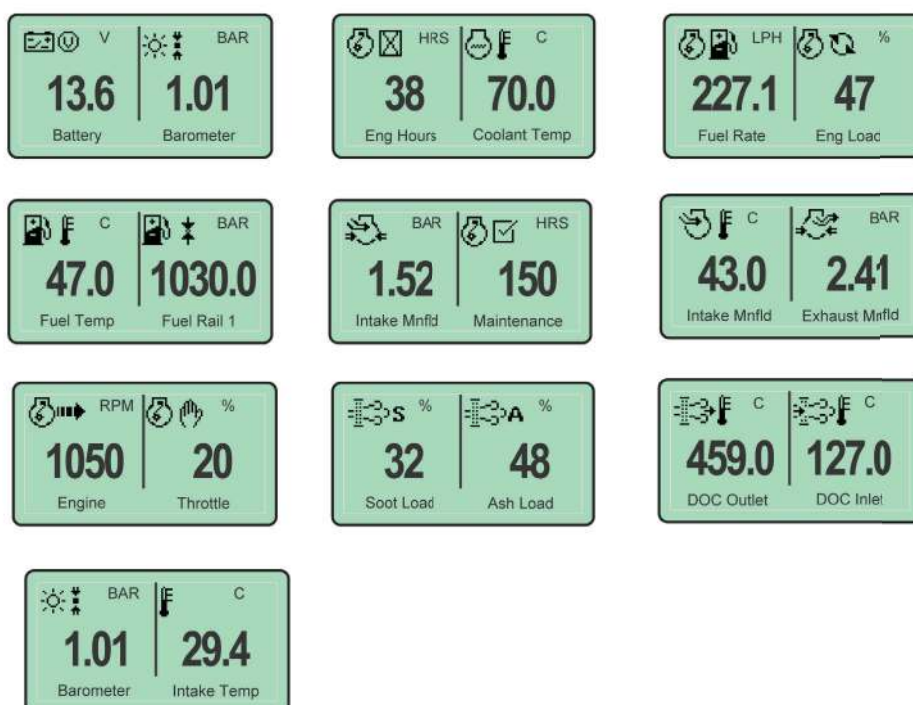 V BAR
13.6 1.01
Battery Barometer
HRS C
38 70.0
Eng Hours Coolant Temp
LPH %
227.1 47
Fuel Rate Eng Load
C BAR
47.0 1030.0
Fuel Temp Fuel Rail 1
BAR HRS
1.52 150
Intake Mnfld Maintenance
C BAR
43.0 2.41
Intake Mnfld Exhaust Mnfld
RPM %
1050 20
Engine Throttle
S % A %
32 48
Soot Load Ash Load
C C
459.0 127.0
DOC Outlet DOC Inlet
BAR C
1.01 29.4
Barometer Intake Temp